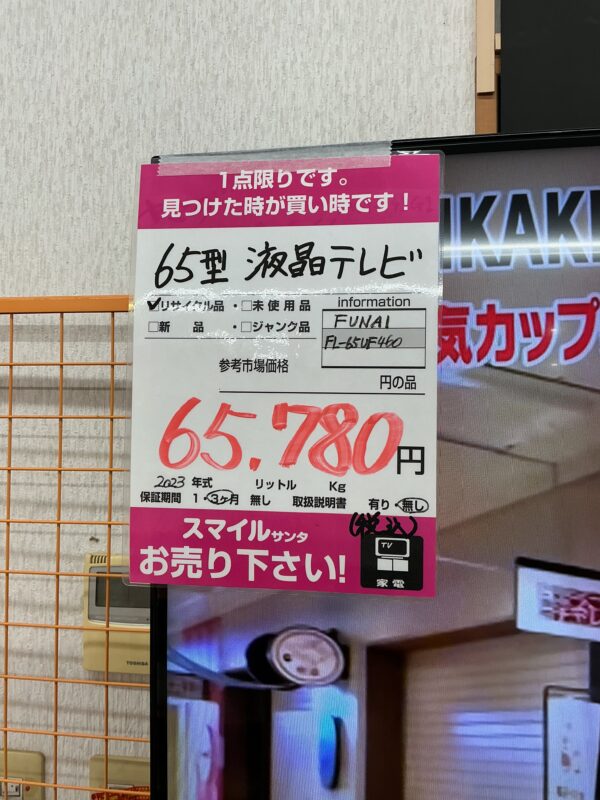 1点限りです。
見つけた時が買い時です！
65型 液晶テレビ
✓リサイクル品・□未使用品
□新品・□ジャンク品
information
FUNAI
FL-65UF460
参考市場価格
円の品
65.780円
2023 年式 リットル Kg
保証期間 1・3ヶ月 無し 取扱説明書 有り・無し
(税込)
スマイルサンタ
お売り下さい!
TV
家電
IKAKI
気カップ
TOSHIBA